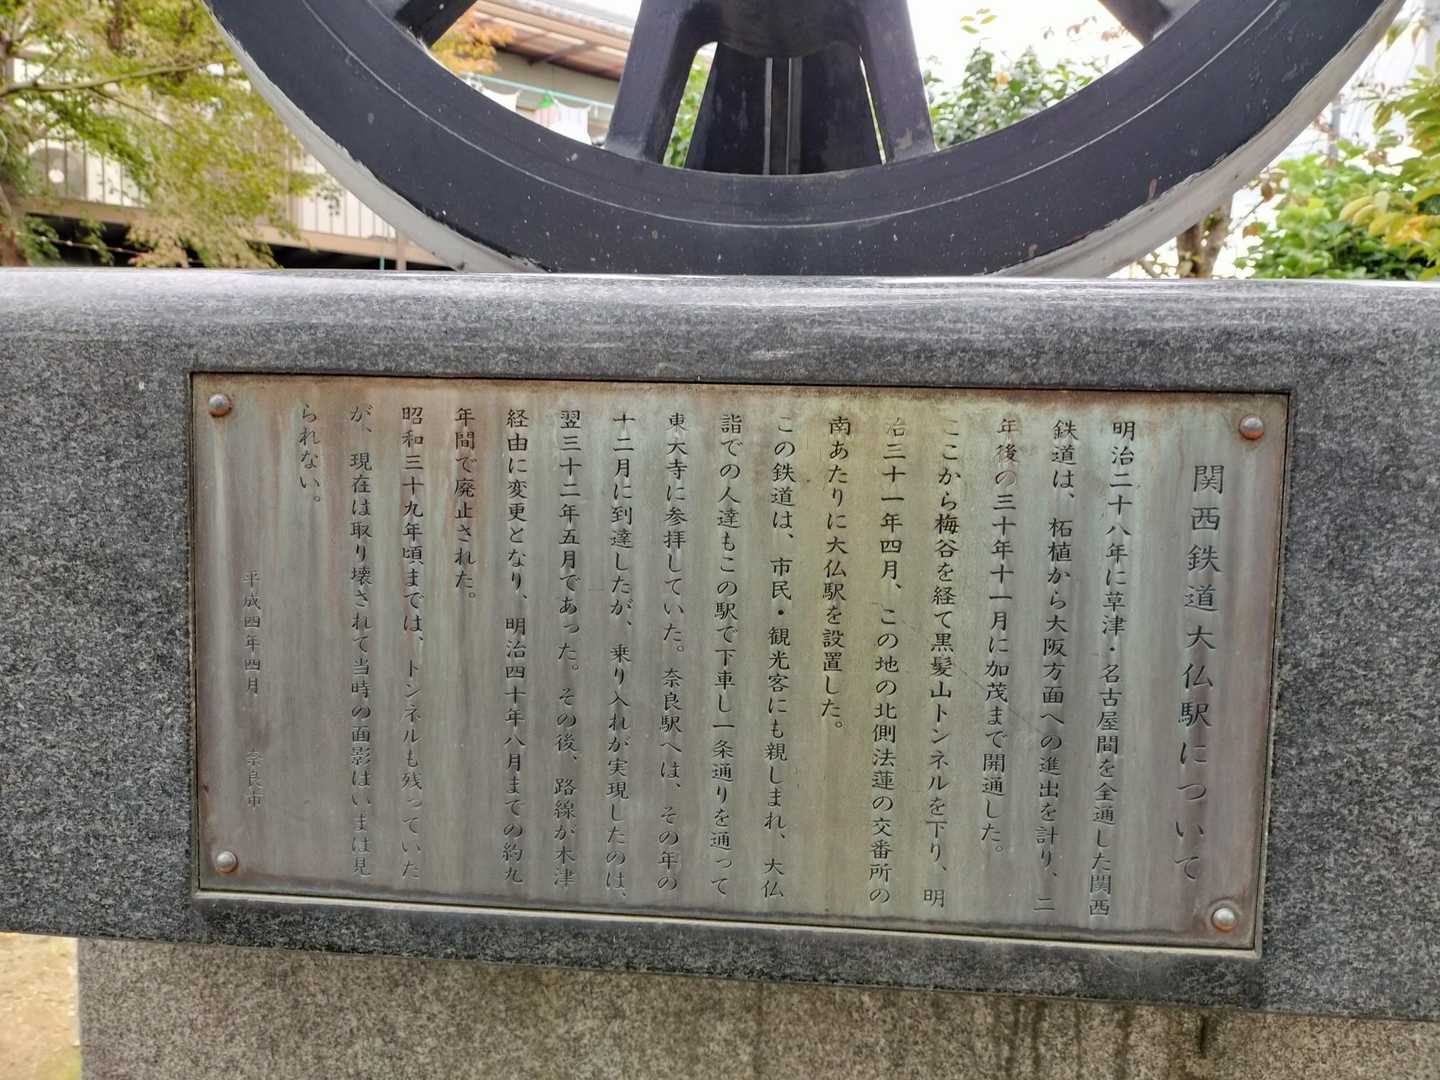 関西鉄道大仏駅について
明治二十八年に草津・名古屋間を全通した関西
鉄道は、柘植から大阪方面への進出を計り、二
年後の三十年十一月に加茂まで開通した。
ここから梅谷を経て黒髪山トンネルを下り、明
治三十一年四月、この地の北側法蓮の交番所の
南あたりに大仏駅を設置した。
この鉄道は、市民・観光客にも親しまれ、大仏
詣での人達もこの駅で下車し一条通りを通って
東大寺に参拝していた。奈良駅へは、その年の
十二月に到達したが、乗り入れが実現したのは、
翌三十二年五月であった。その後、路線が木津
経由に変更となり、明治四十年八月までの約九
年間で廃止された。
昭和三十九年頃までは、トンネルも残っていた
が、現在は取り壊されて当時の面影はいまは見
られない。
平成四年四月 奈良市